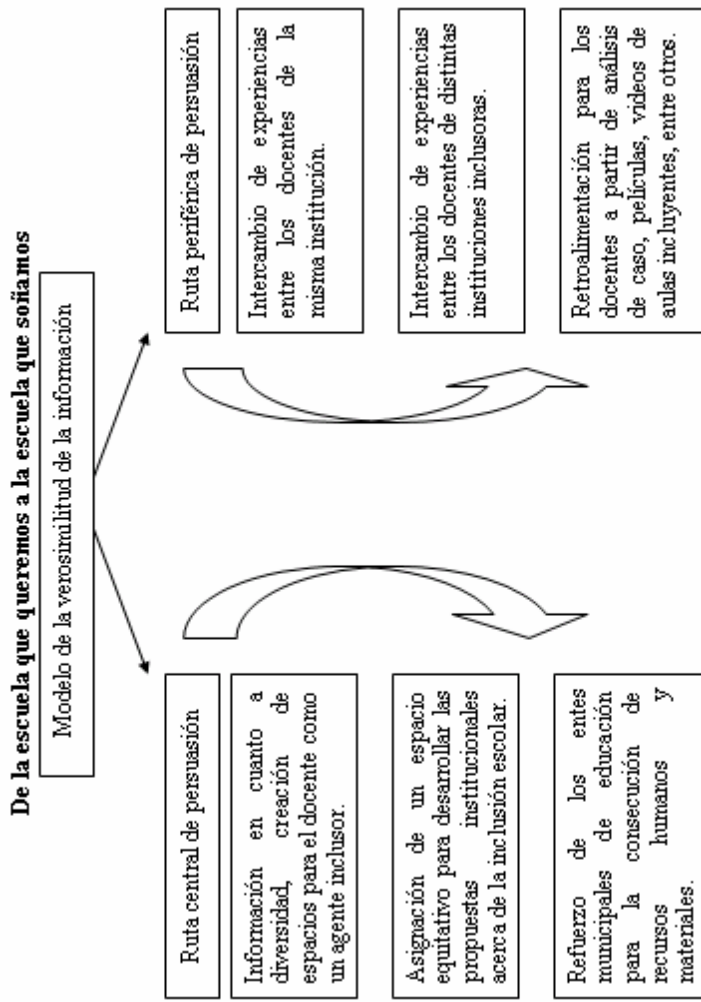 De la escuela que queremos a la escuela que soñamos
Modelo de la verosimilitud de la información
Ruta central de persuasión
Información en cuanto a
diversidad, creación de
espacios para el docente como
un agente inclusor.
Asignación de un espacio
equitativo para desarrollar las
propuestas institucionales
acerca de la inclusión escolar.
Refuerzo de los entes
municipales de educación
para la consecución de
recursos humanos y
materiales.
Ruta periférica de persuasión
Intercambio de experiencias
entre los docentes de la
misma institución.
Intercambio de experiencias
entre los docentes de distintas
instituciones inclusoras.
Retroalimentación para los
docentes a partir de análisis
de caso, películas, videos de
aulas incluyentes, entre otros.